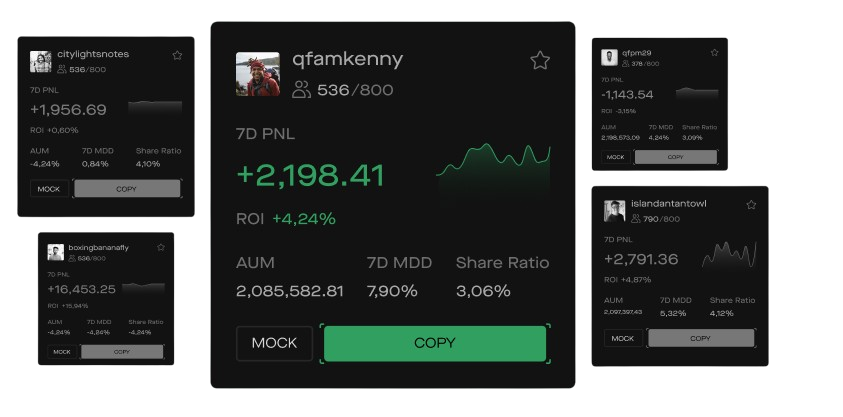 citylightsnotes
536/800
7D PNL
+1,956.69
ROI +0,60%
AUM 7D MDD Share Ratio
-4,24% 0,84% 4,10%
MOCK COPY
boxingbananafly
536/800
7D PNL
+16,453.25
ROI +15,94%
AUM 7D MDD Share Ratio
-4,24% -4,24% -4,24%
MOCK COPY
qfamkenny
536/800
7D PNL
+2,198.41
ROI +4,24%
AUM 7D MDD Share Ratio
2,085,582.81 7,90% 3,06%
MOCK COPY
qfpm29
378/800
7D PNL
-1,143.54
ROI -3,15%
AUM 7D MDD Share Ratio
2,198,573,09 4,24% 3,09%
MOCK COPY
islandantantowl
790/800
7D PNL
+2,791.36
ROI +4,87%
AUM 7D MDD Share Ratio
2,097,397,43 5,32% 4,12%
MOCK COPY